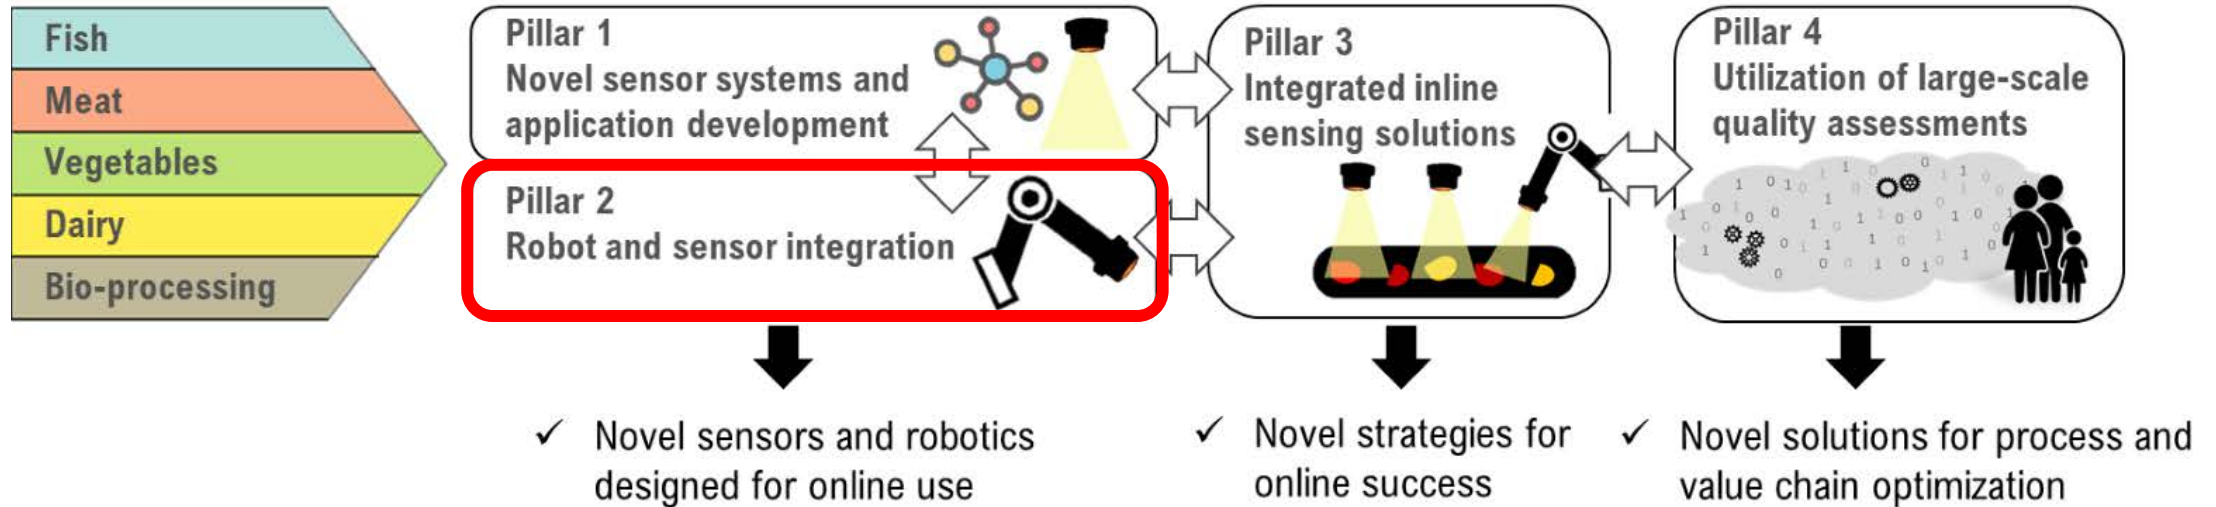 Fish
Meat
Vegetables
Dairy
Bio-processing
Pillar 1
Novel sensor systems and
application development
Pillar 2
Robot and sensor integration
Pillar 3
Integrated inline
sensing solutions
Pillar 4
Utilization of large-scale
quality assessments
✓ Novel sensors and robotics
designed for online use
✓ Novel strategies for
online success
✓ Novel solutions for process and
value chain optimization